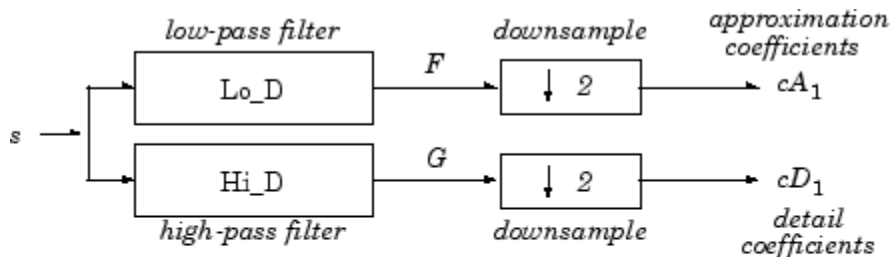 low-pass filter
downsample
approximation
coefficients
Lo_D
F
↓ 2
cA₁
s
Hi_D
G
↓ 2
cD₁
high-pass filter
downsample
detail
coefficients